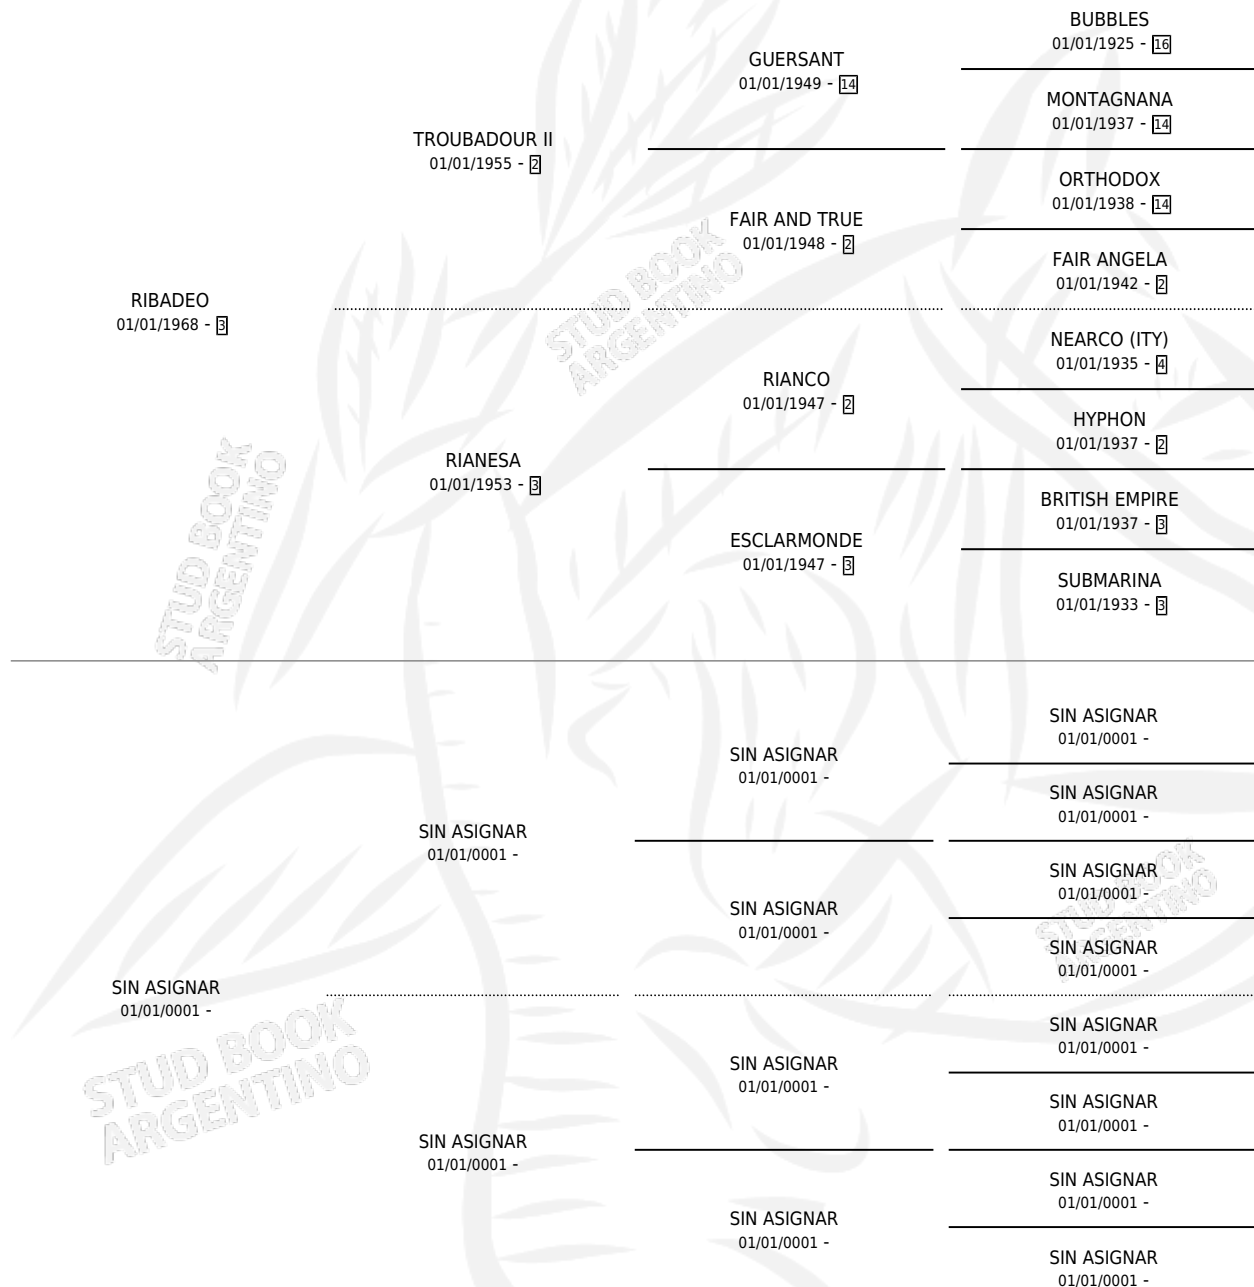 BUBBLES
01/01/1925 - 16
GUERSANT
01/01/1949 - 14
MONTAGNANA
01/01/1937 - 14
TROUBADOUR II
01/01/1955 - 2
ORTHODOX
01/01/1938 - 14
FAIR AND TRUE
01/01/1948 - 2
FAIR ANGELA
01/01/1942 - 2
RIBADEO
01/01/1968 - 3
NEARCO (ITY)
01/01/1935 - 4
RIANCO
01/01/1947 - 2
HYPHON
01/01/1937 - 2
RIANESA
01/01/1953 - 3
BRITISH EMPIRE
01/01/1937 - 3
ESCLARMONDE
01/01/1947 - 3
SUBMARINA
01/01/1933 - 3
STUD BOOK
ARGENTINO
STUD BOOK
ARGENTINO
SIN ASIGNAR
01/01/0001 -
SIN ASIGNAR
01/01/0001 -
SIN ASIGNAR
01/01/0001 -
SIN ASIGNAR
01/01/0001 -
SIN ASIGNAR
01/01/0001 -
SIN ASIGNAR
01/01/0001 -
SIN ASIGNAR
01/01/0001 -
STUD BOOK
ARGENTINO
SIN ASIGNAR
01/01/0001 -
SIN ASIGNAR
01/01/0001 -
SIN ASIGNAR
01/01/0001 -
SIN ASIGNAR
01/01/0001 -
SIN ASIGNAR
01/01/0001 -
SIN ASIGNAR
01/01/0001 -
SIN ASIGNAR
01/01/0001 -
SIN ASIGNAR
01/01/0001 -
STUD BOOK
ARGENTINO